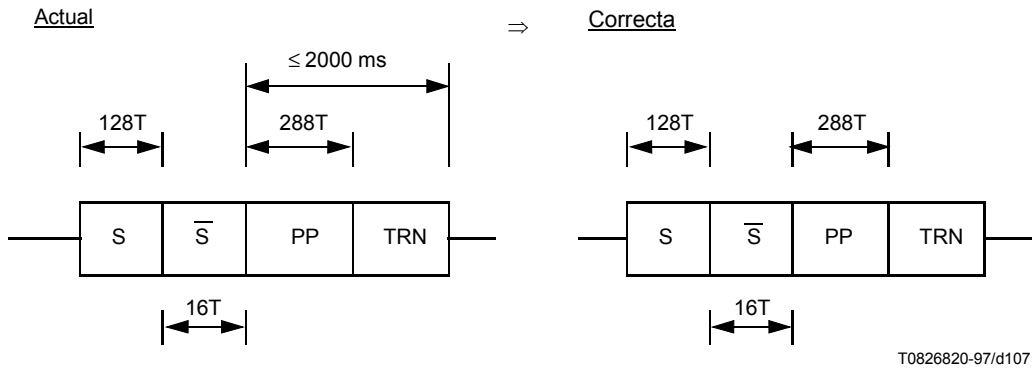 Actual ⇒ Correcta
≤ 2000 ms
128T 288T 128T 288T
S S̅ PP TRN S S̅ PP TRN
16T 16T
T0826820-97/d107